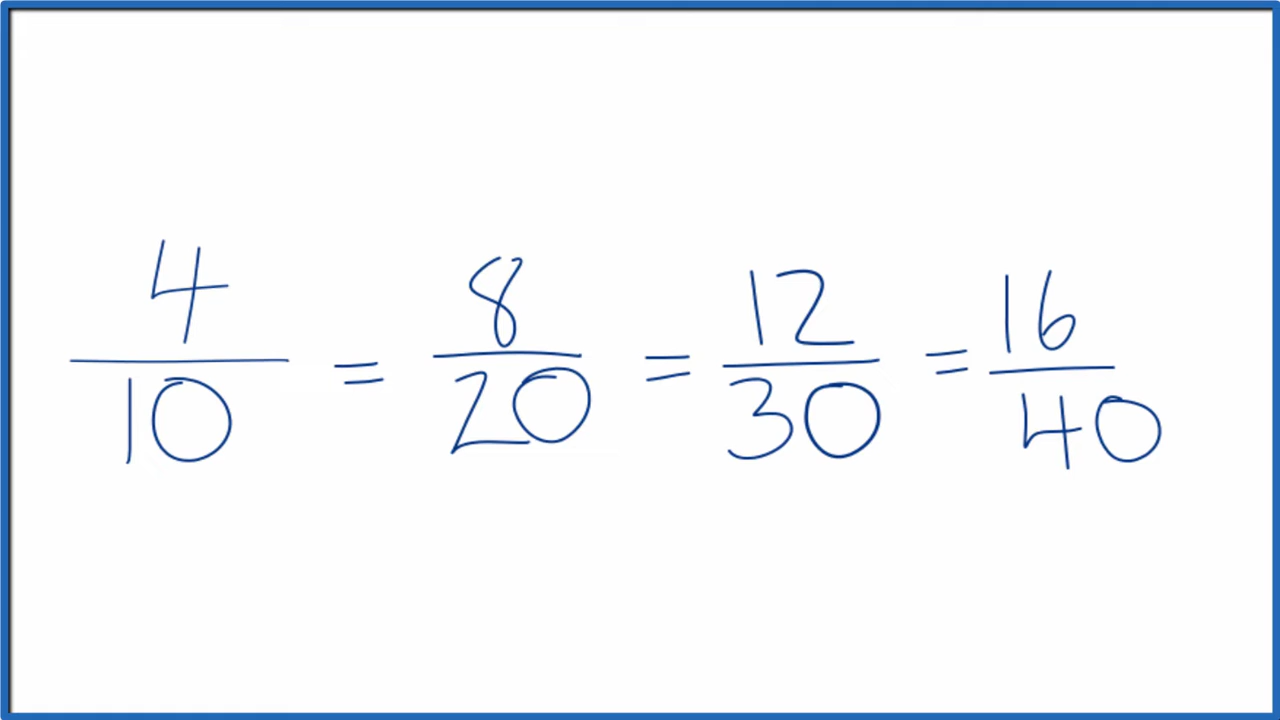 4/10 = 8/20 = 12/30 = 16/40